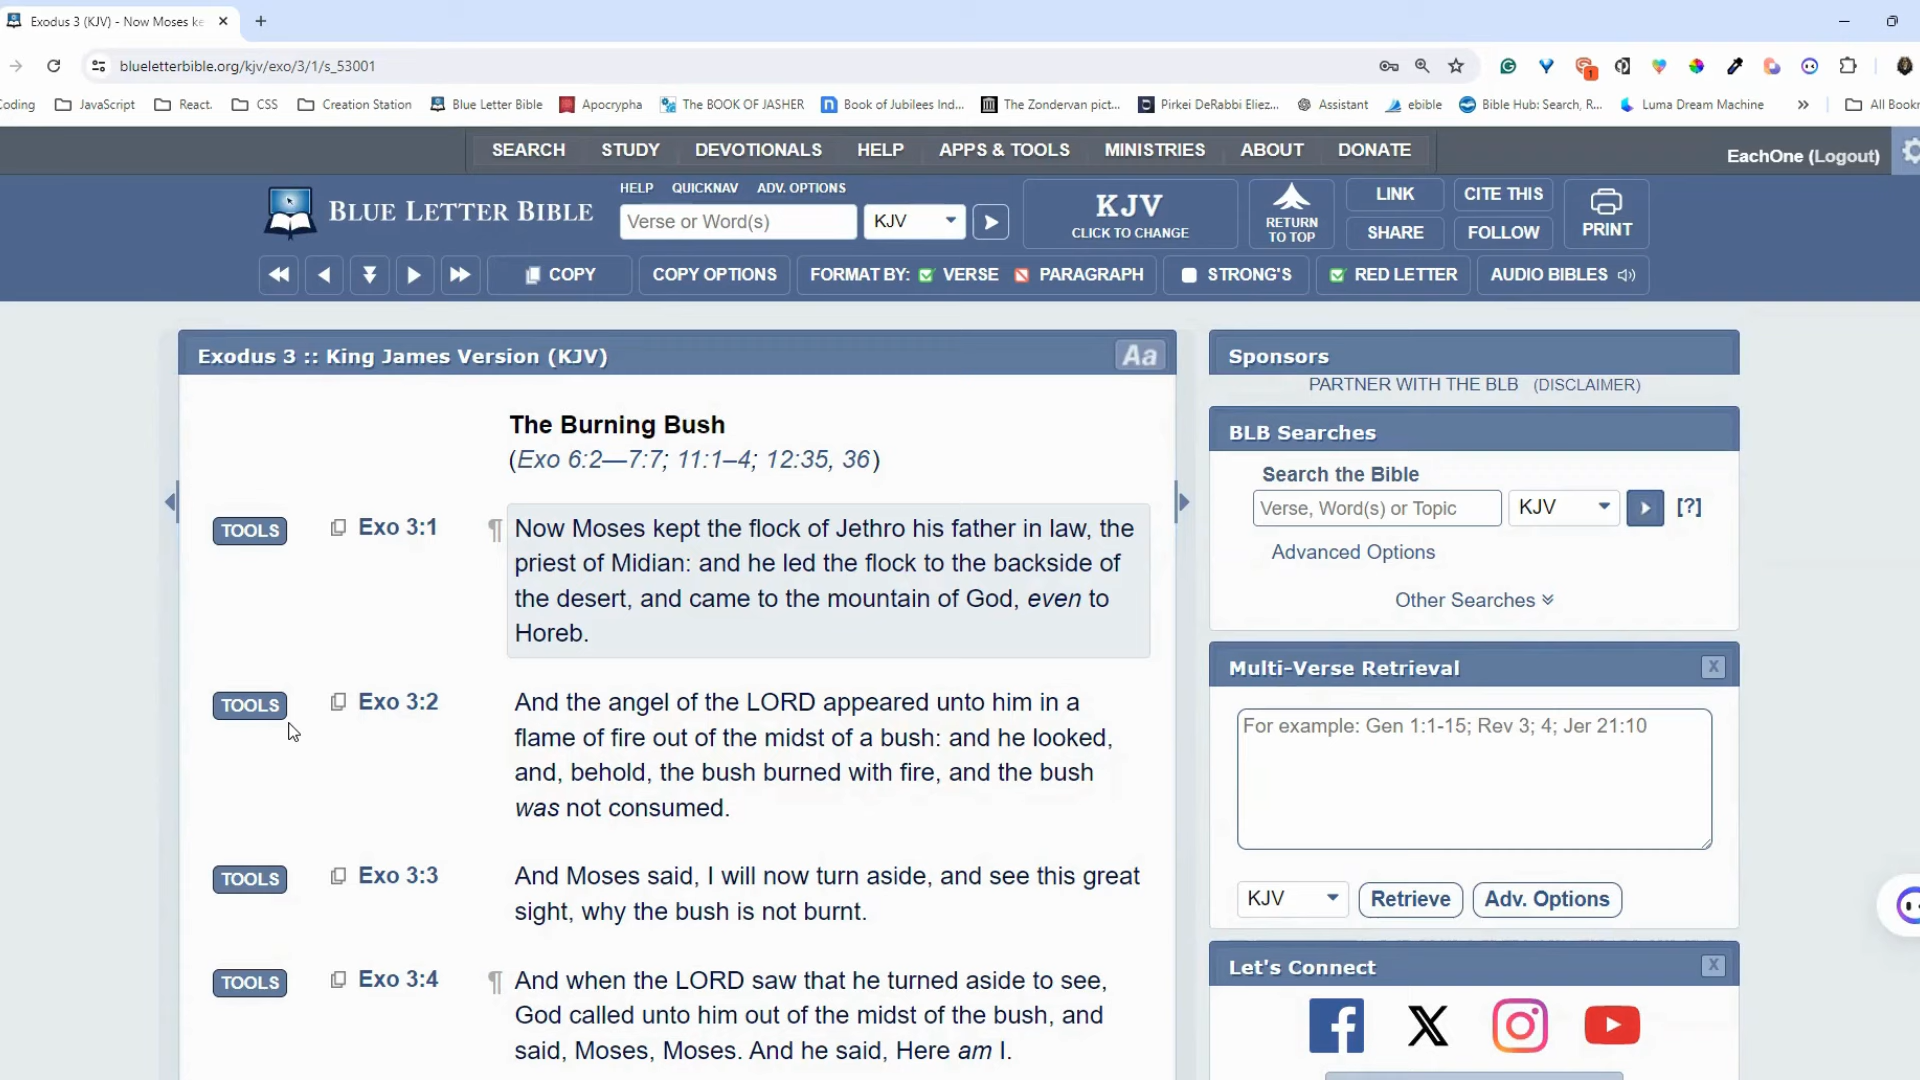 Exodus 3 (KJV) - Now Moses ke
blueletterbible.org/kjv/exo/3/1/s_53001
1
Coding JavaScript React. CSS Creation Station Blue Letter Bible Apocrypha The BOOK OF JASHER Book of Jubilees Ind... The Zondervan pict... Pirkei DeRabbi Eliez... Assistant ebible Bible Hub: Search, R... Luma Dream Machine » All Bookm
SEARCH STUDY DEVOTIONALS HELP APPS & TOOLS MINISTRIES ABOUT DONATE
EachOne (Logout)
BLUE LETTER BIBLE
HELP QUICKNAV ADV. OPTIONS
Verse or Word(s) KJV
KJV
CLICK TO CHANGE
RETURN
TO TOP
LINK CITE THIS
SHARE FOLLOW
PRINT
COPY COPY OPTIONS FORMAT BY: VERSE PARAGRAPH STRONG'S RED LETTER AUDIO BIBLES
Exodus 3 :: King James Version (KJV)
Aa
The Burning Bush
(Exo 6:2—7:7; 11:1–4; 12:35, 36)
TOOLS Exo 3:1 ¶ Now Moses kept the flock of Jethro his father in law, the
priest of Midian: and he led the flock to the backside of
the desert, and came to the mountain of God, even to
Horeb.
TOOLS Exo 3:2 And the angel of the LORD appeared unto him in a
flame of fire out of the midst of a bush: and he looked,
and, behold, the bush burned with fire, and the bush
was not consumed.
TOOLS Exo 3:3 And Moses said, I will now turn aside, and see this great
sight, why the bush is not burnt.
TOOLS Exo 3:4 ¶ And when the LORD saw that he turned aside to see,
God called unto him out of the midst of the bush, and
said, Moses, Moses. And he said, Here am I.
Sponsors
PARTNER WITH THE BLB (DISCLAIMER)
BLB Searches
Search the Bible
Verse, Word(s) or Topic KJV [?]
Advanced Options
Other Searches
Multi-Verse Retrieval X
For example: Gen 1:1-15; Rev 3; 4; Jer 21:10
KJV Retrieve Adv. Options
Let's Connect X